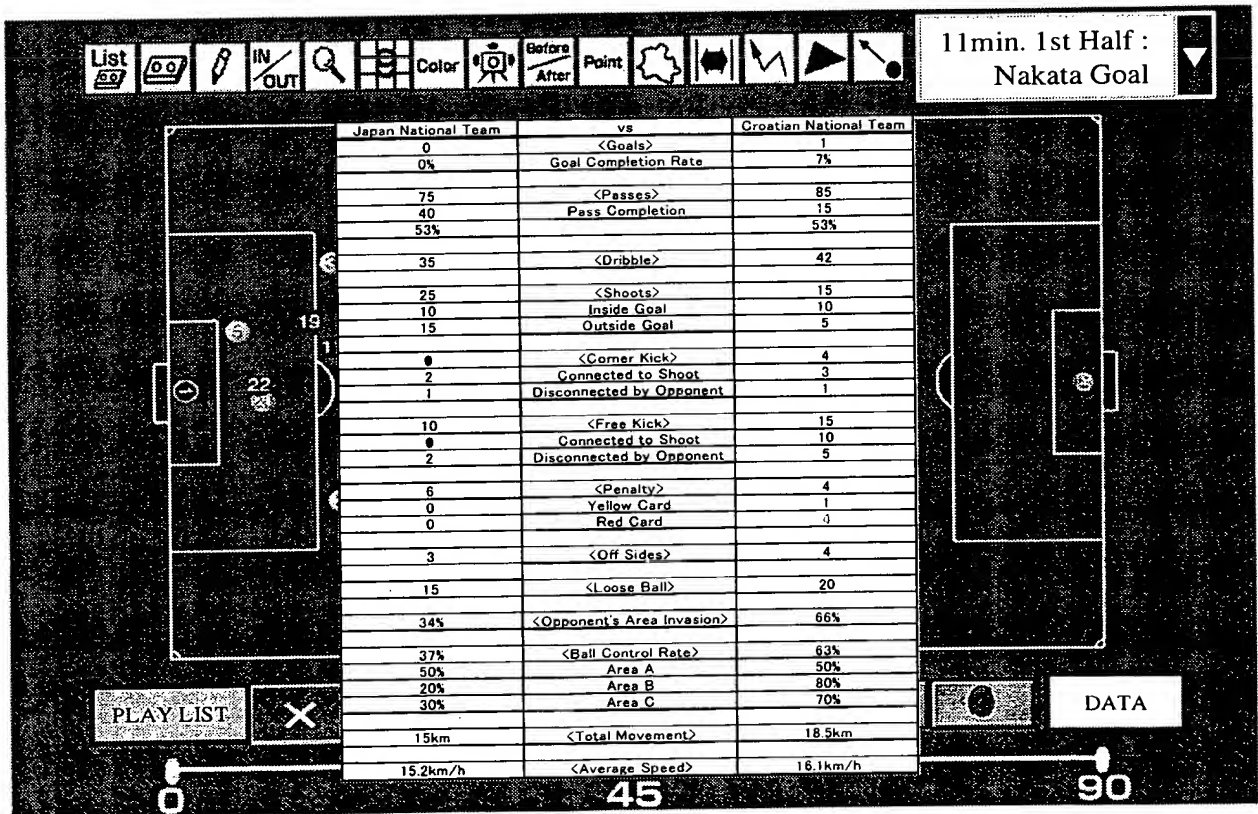 List
IN
OUT
Color
Before
After
Point
11min. 1st Half :
Nakata Goal
Japan National Team vs Croatian National Team
0 <Goals> 1
0% Goal Completion Rate 7%
75 <Passes> 85
40 Pass Completion 15
53% 53%
35 <Dribble> 42
25 <Shoots> 15
10 Inside Goal 10
15 Outside Goal 5
<Corner Kick> 4
2 Connected to Shoot 3
1 Disconnected by Opponent 1
10 <Free Kick> 15
Connected to Shoot 10
2 Disconnected by Opponent 5
6 <Penalty> 4
0 Yellow Card 1
0 Red Card
3 <Off Sides> 4
15 <Loose Ball> 20
34% <Opponent's Area Invasion> 66%
37% <Ball Control Rate> 63%
50% Area A 50%
20% Area B 80%
30% Area C 70%
15km <Total Movement> 18.5km
15.2km/h <Average Speed> 16.1km/h
19
1
22
1
PLAY LIST
DATA
0
45
90